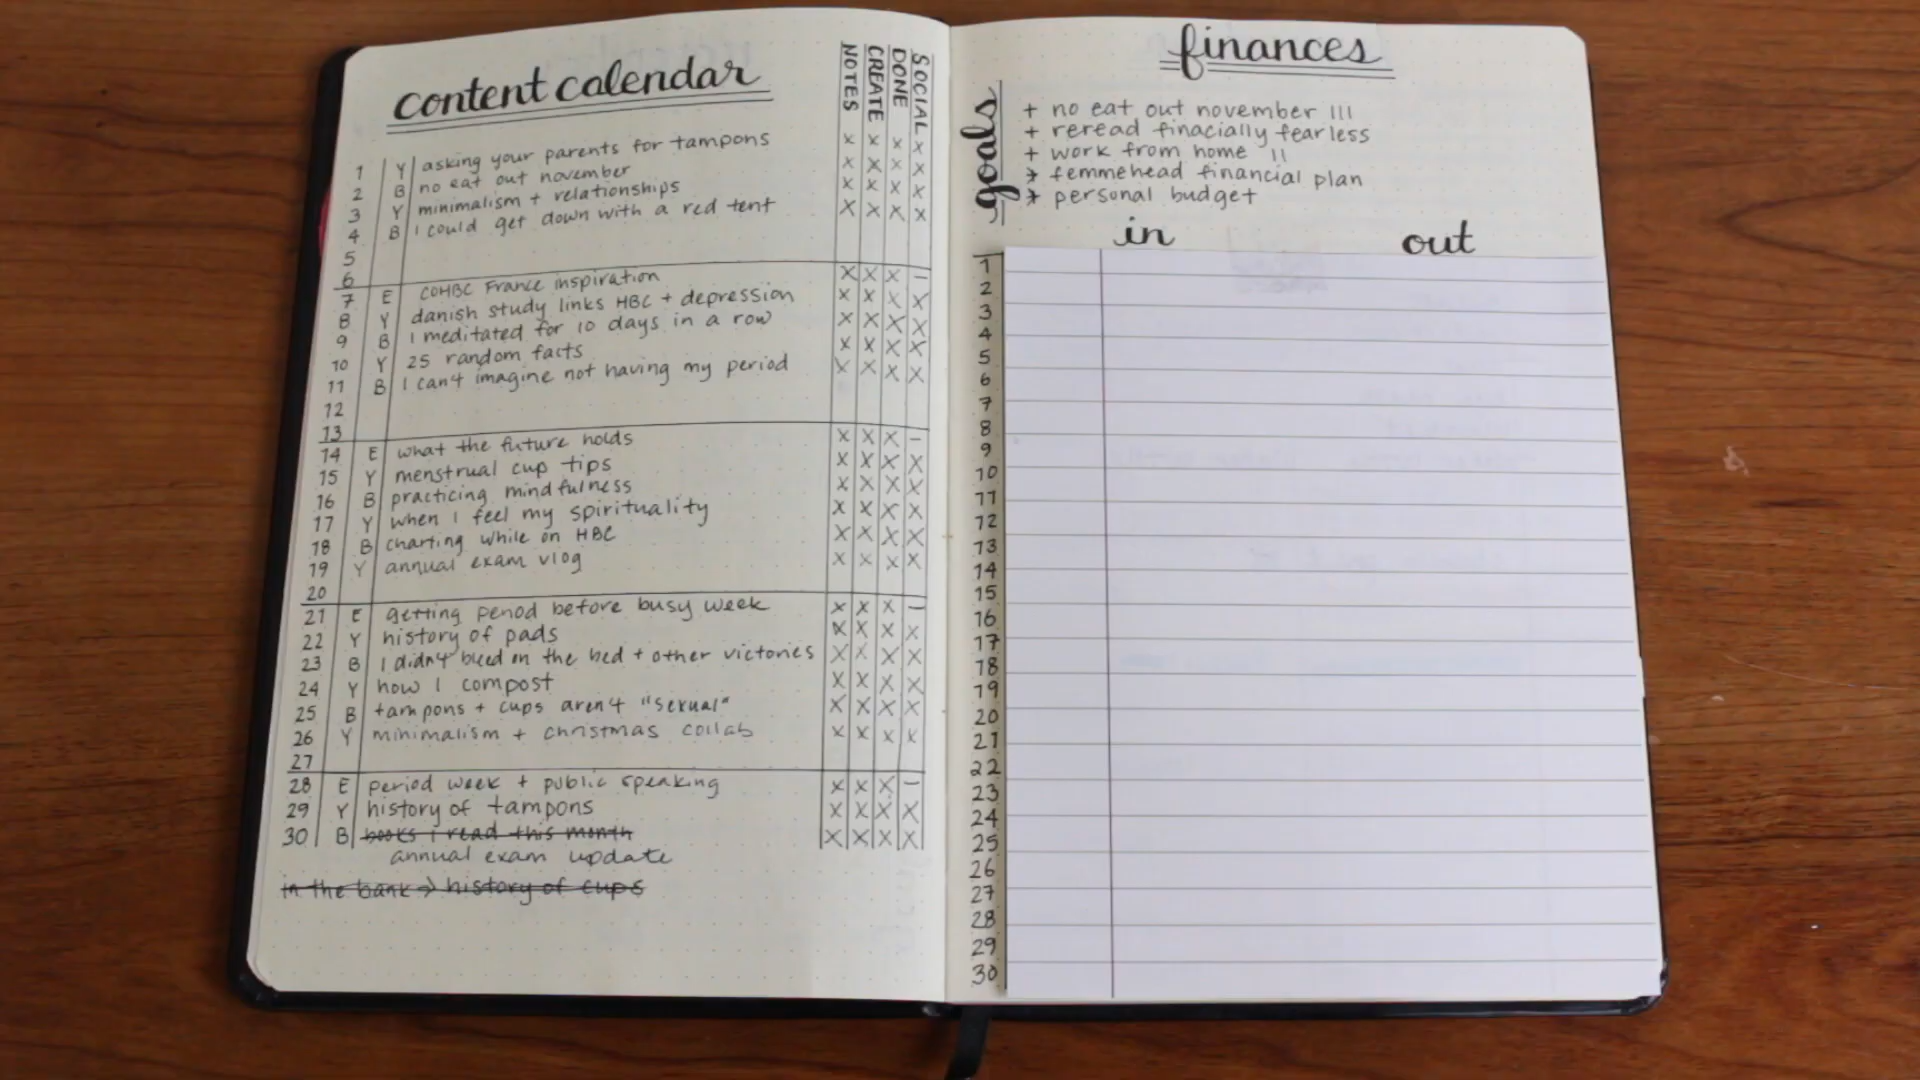 content calendar
NOTES CREATE DONE SOCIAL
1 Y asking your parents for tampons x x x x
2 B no eat out november x x x x
3 Y minimalism + relationships x x x x
4 B I could get down with a red tent x x x x
5
6
7 E COHBC France inspiration x x x –
8 Y danish study links HBC + depression x x x x
9 B I meditated for 10 days in a row x x x x
10 Y 25 random facts x x x x
11 B I can't imagine not having my period x x x x
12
13
14 E what the future holds x x x –
15 Y menstrual cup tips x x x x
16 B practicing mindfulness x x x x
17 Y when I feel my spirituality x x x x
18 B charting while on HBC x x x x
19 Y annual exam vlog x x x x
20
21 E getting period before busy week x x x –
22 Y history of pads x x x x
23 B I didn't bleed on the bed + other victories x x x x
24 Y how I compost x x x x
25 B tampons + cups aren't "sexual" x x x x
26 Y minimalism + christmas collab x x x x
27
28 E period week + public speaking x x x –
29 Y history of tampons x x x x
30 B books i read this month x x x x
annual exam update
in the bank → history of cups
finances
goals
+ no eat out november III
+ reread finacially fearless
+ work from home II
+ femmehead financial plan
+ personal budget
in out
1
2
3
4
5
6
7
8
9
10
11
12
13
14
15
16
17
18
19
20
21
22
23
24
25
26
27
28
29
30